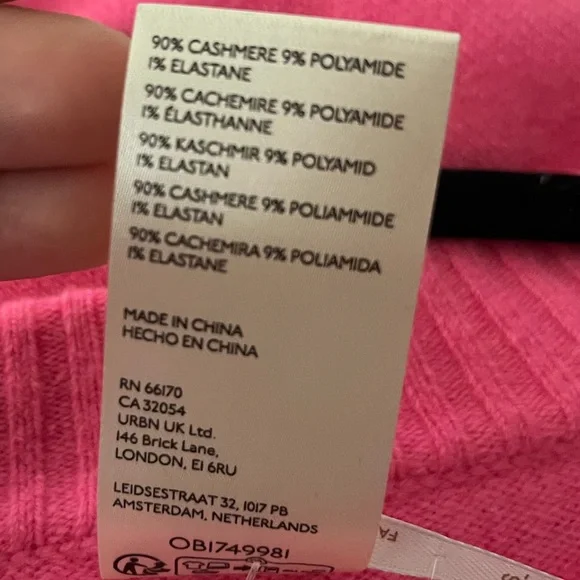 90% CASHMERE 9% POLYAMIDE
1% ELASTANE
90% CACHEMIRE 9% POLYAMIDE
1% ÉLASTHANNE
90% KASCHMIR 9% POLYAMID
1% ELASTAN
90% CASHMERE 9% POLIAMMIDE
1% ELASTAN
90% CACHEMIRA 9% POLIAMIDA
1% ELASTANE
MADE IN CHINA
HECHO EN CHINA
RN 66170
CA 32054
URBN UK Ltd.
146 Brick Lane,
LONDON, E1 6RU
LEIDSESTRAAT 32, 1017 PB
AMSTERDAM, NETHERLANDS
OB1749981